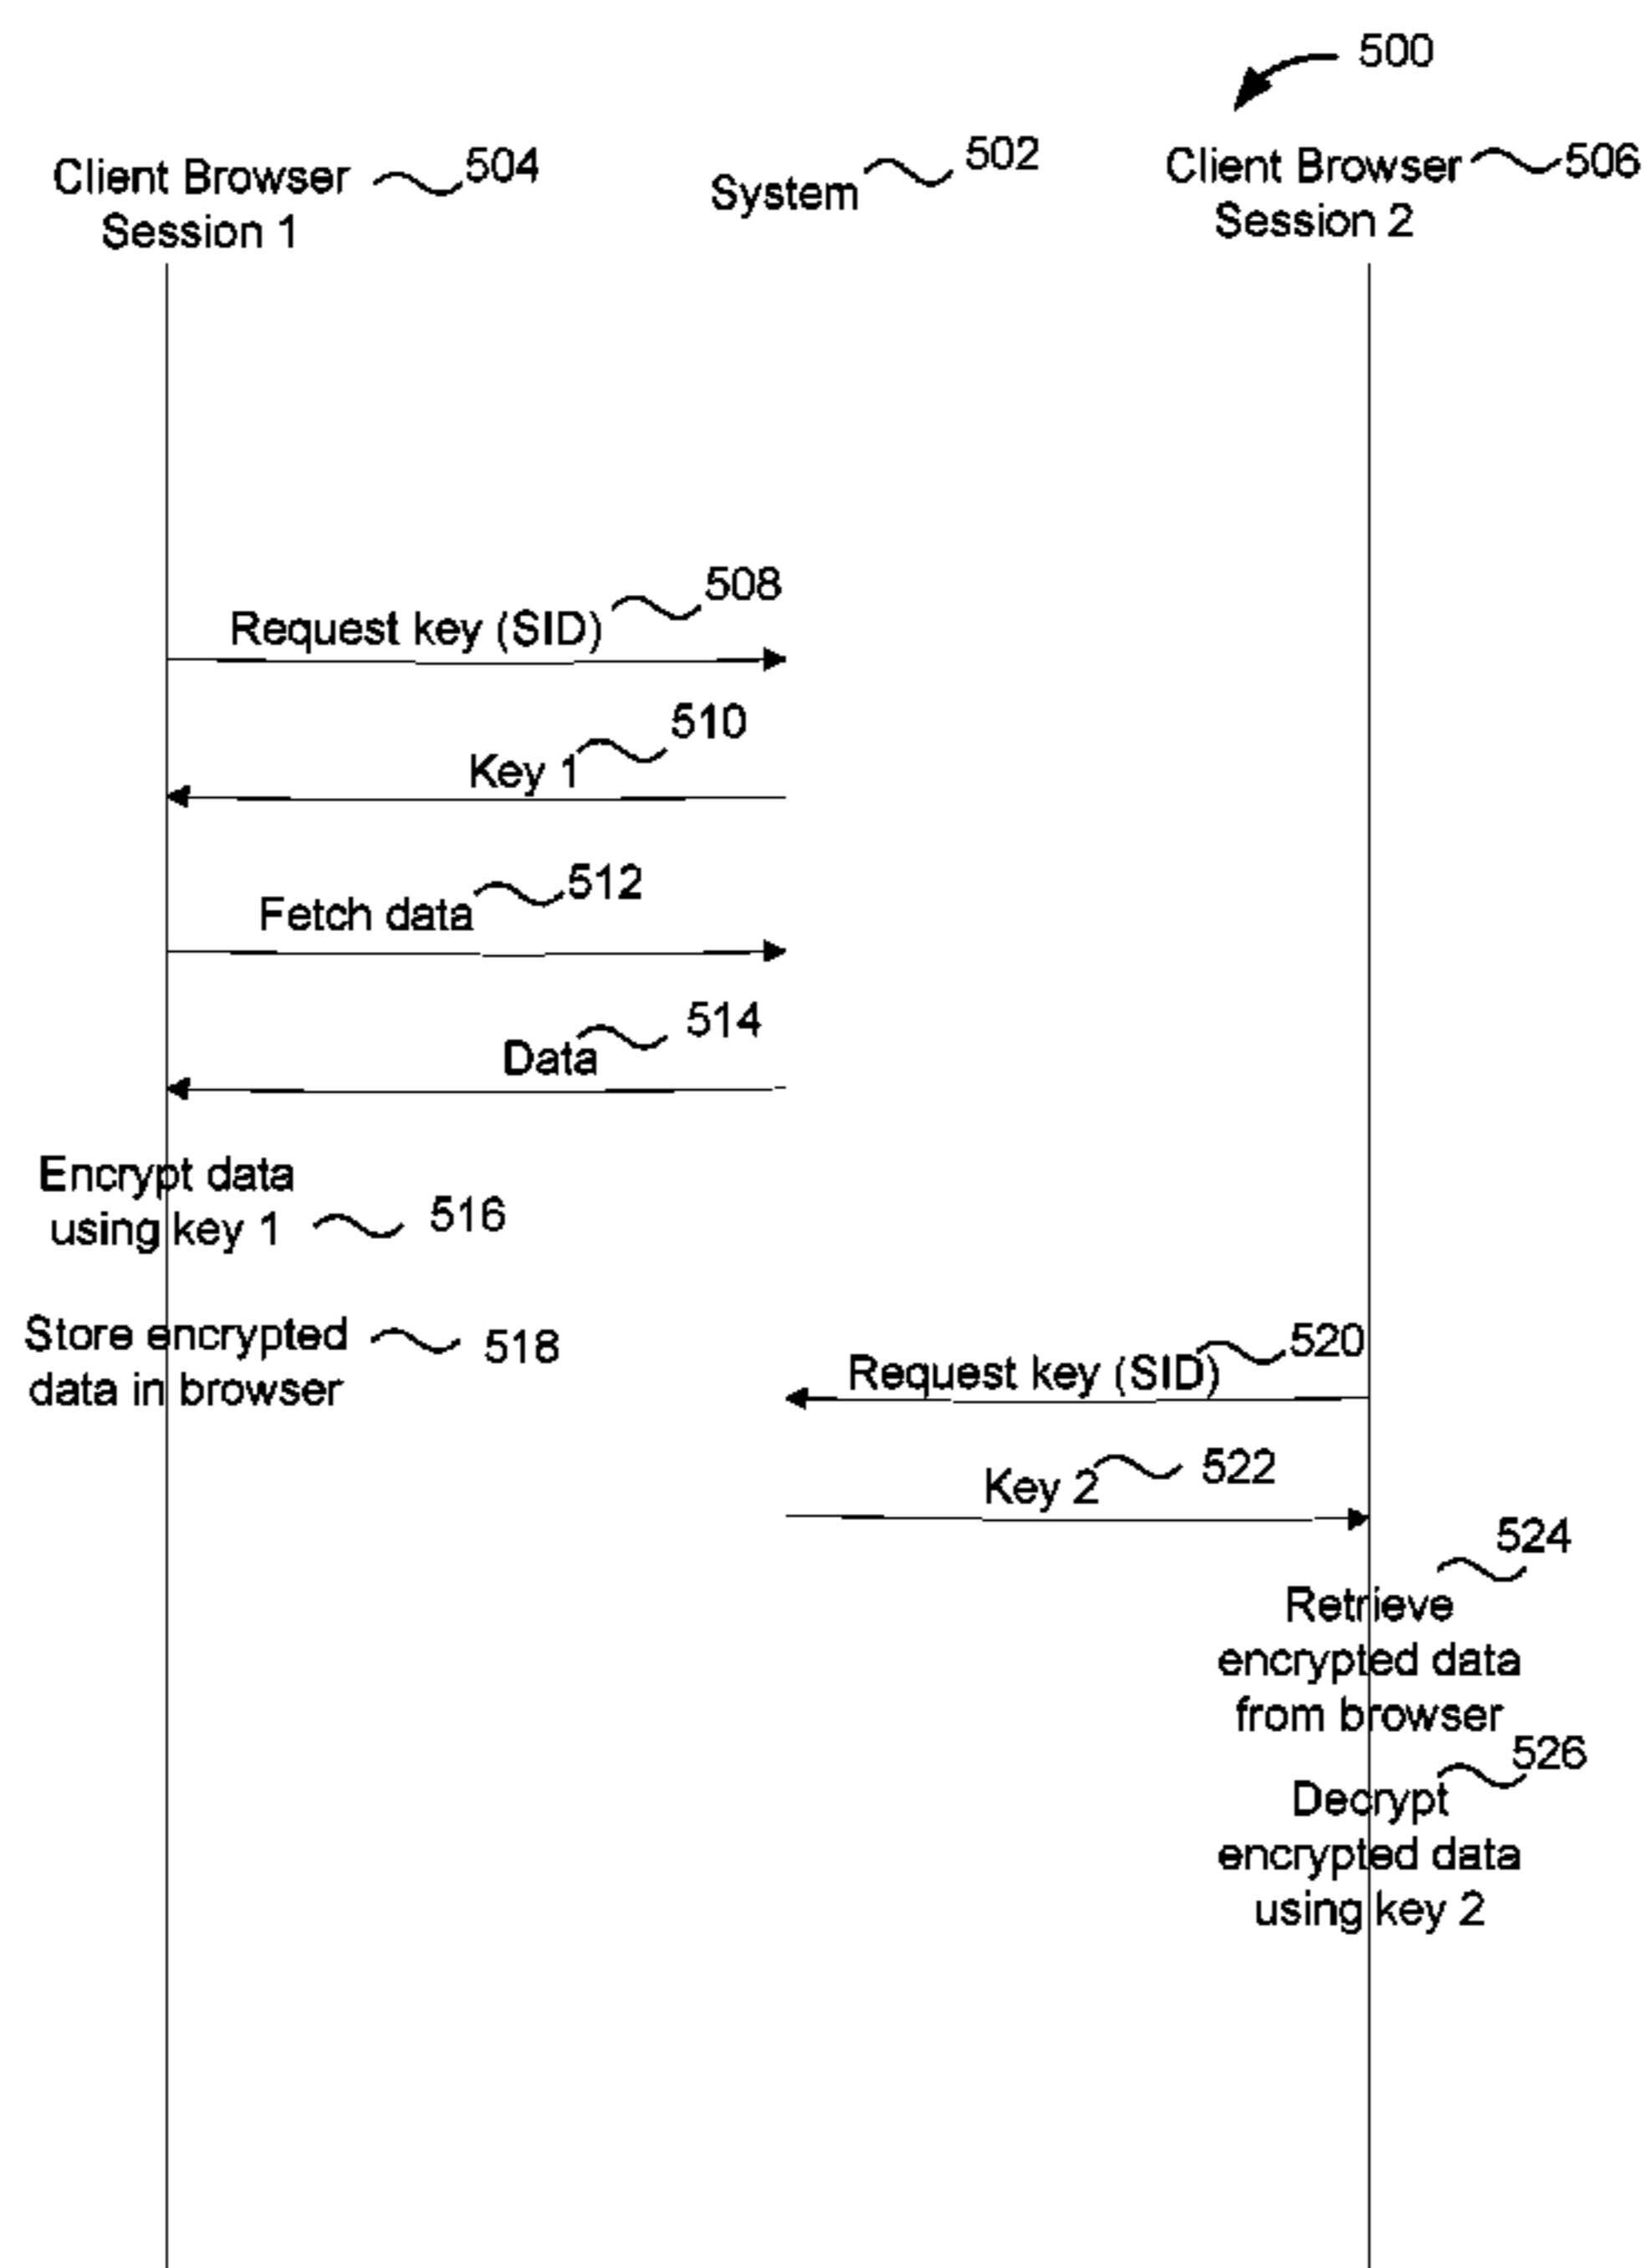 500
Client Browser 504
Session 1
System 502
Client Browser 506
Session 2
508
Request key (SID)
510
Key 1
512
Fetch data
514
Data
Encrypt data
using key 1 516
Store encrypted 518
data in browser
520
Request key (SID)
Key 2 522
524
Retrieve
encrypted data
from browser
526
Decrypt
encrypted data
using key 2